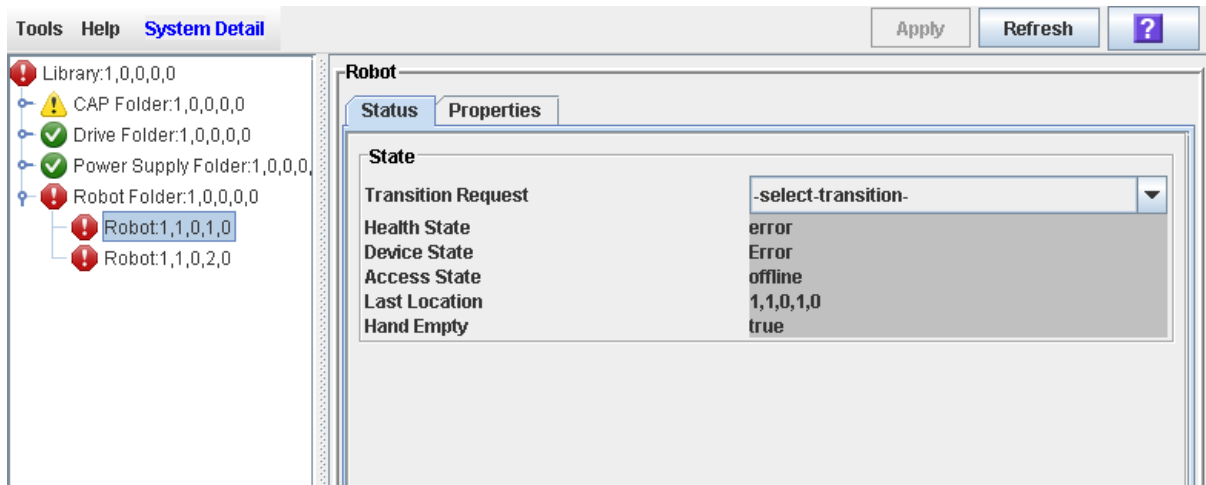 Tools Help System Detail Apply Refresh ?
Library:1,0,0,0,0
CAP Folder:1,0,0,0,0
Drive Folder:1,0,0,0,0
Power Supply Folder:1,0,0,0,
Robot Folder:1,0,0,0,0
Robot:1,1,0,1,0
Robot:1,1,0,2,0
Robot
Status Properties
State
Transition Request -select-transition-
Health State error
Device State Error
Access State offline
Last Location 1,1,0,1,0
Hand Empty true